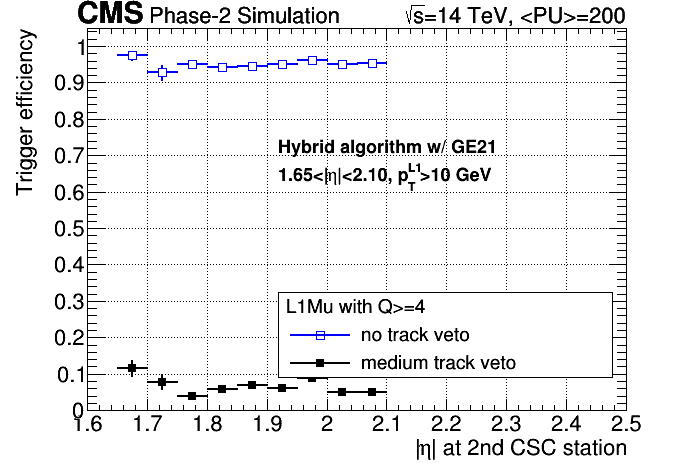 CMS Phase-2 Simulation √s=14 TeV, <PU>=200
Trigger efficiency
1
0.9
0.8
0.7
0.6
0.5
0.4
0.3
0.2
0.1
0
Hybrid algorithm w/ GE21
1.65<|η|<2.10, p_T^L1>10 GeV
L1Mu with Q>=4
no track veto
medium track veto
1.6 1.7 1.8 1.9 2 2.1 2.2 2.3 2.4 2.5
|η| at 2nd CSC station